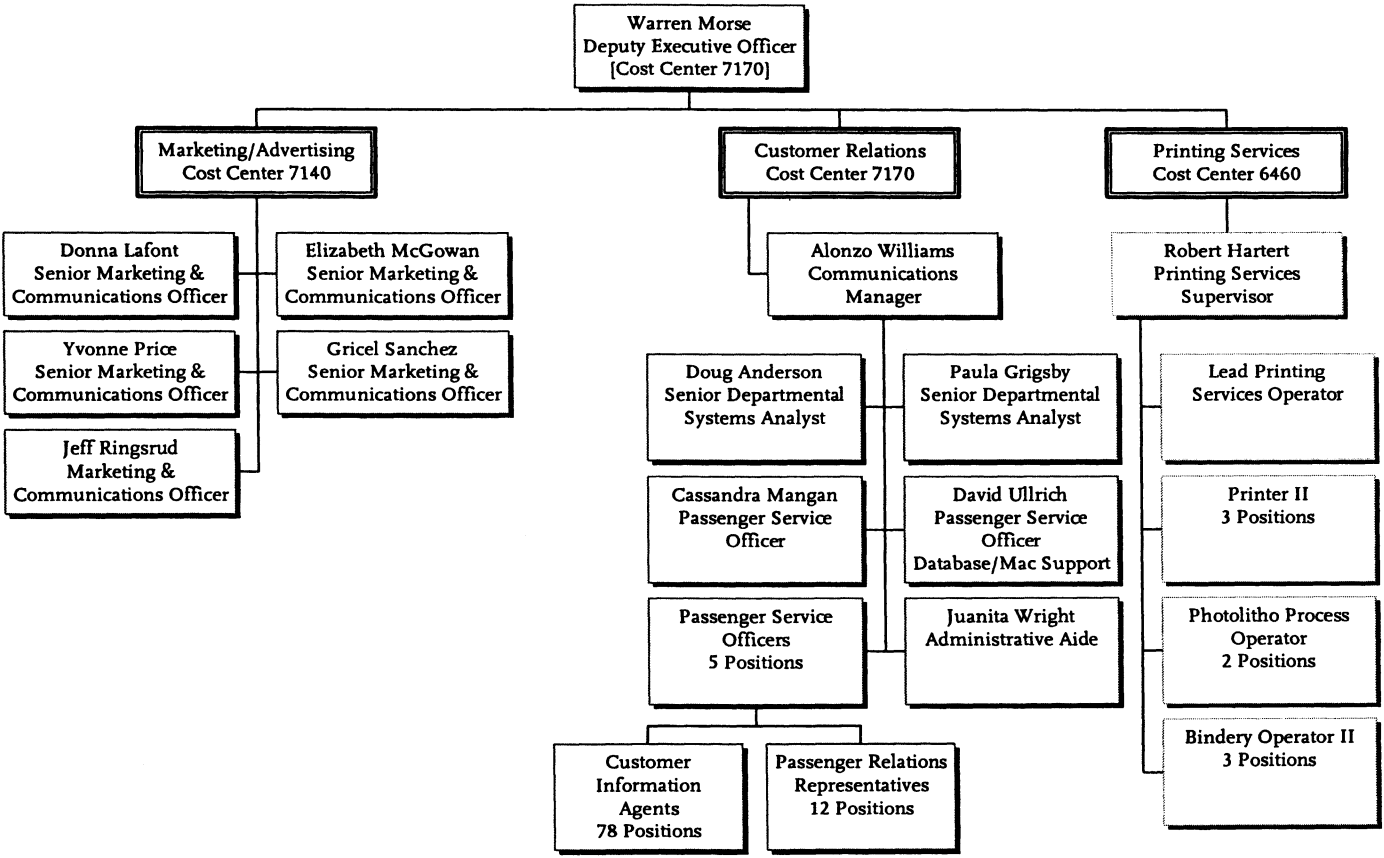 Warren Morse
Deputy Executive Officer
[Cost Center 7170]
Marketing/Advertising
Cost Center 7140
Customer Relations
Cost Center 7170
Printing Services
Cost Center 6460
Donna Lafont
Senior Marketing &
Communications Officer
Elizabeth McGowan
Senior Marketing &
Communications Officer
Yvonne Price
Senior Marketing &
Communications Officer
Gricel Sanchez
Senior Marketing &
Communications Officer
Jeff Ringsrud
Marketing &
Communications Officer
Alonzo Williams
Communications
Manager
Doug Anderson
Senior Departmental
Systems Analyst
Paula Grigsby
Senior Departmental
Systems Analyst
Cassandra Mangan
Passenger Service
Officer
David Ullrich
Passenger Service
Officer
Database/Mac Support
Passenger Service
Officers
5 Positions
Juanita Wright
Administrative Aide
Customer
Information
Agents
78 Positions
Passenger Relations
Representatives
12 Positions
Robert Hartert
Printing Services
Supervisor
Lead Printing
Services Operator
Printer II
3 Positions
Photolitho Process
Operator
2 Positions
Bindery Operator II
3 Positions